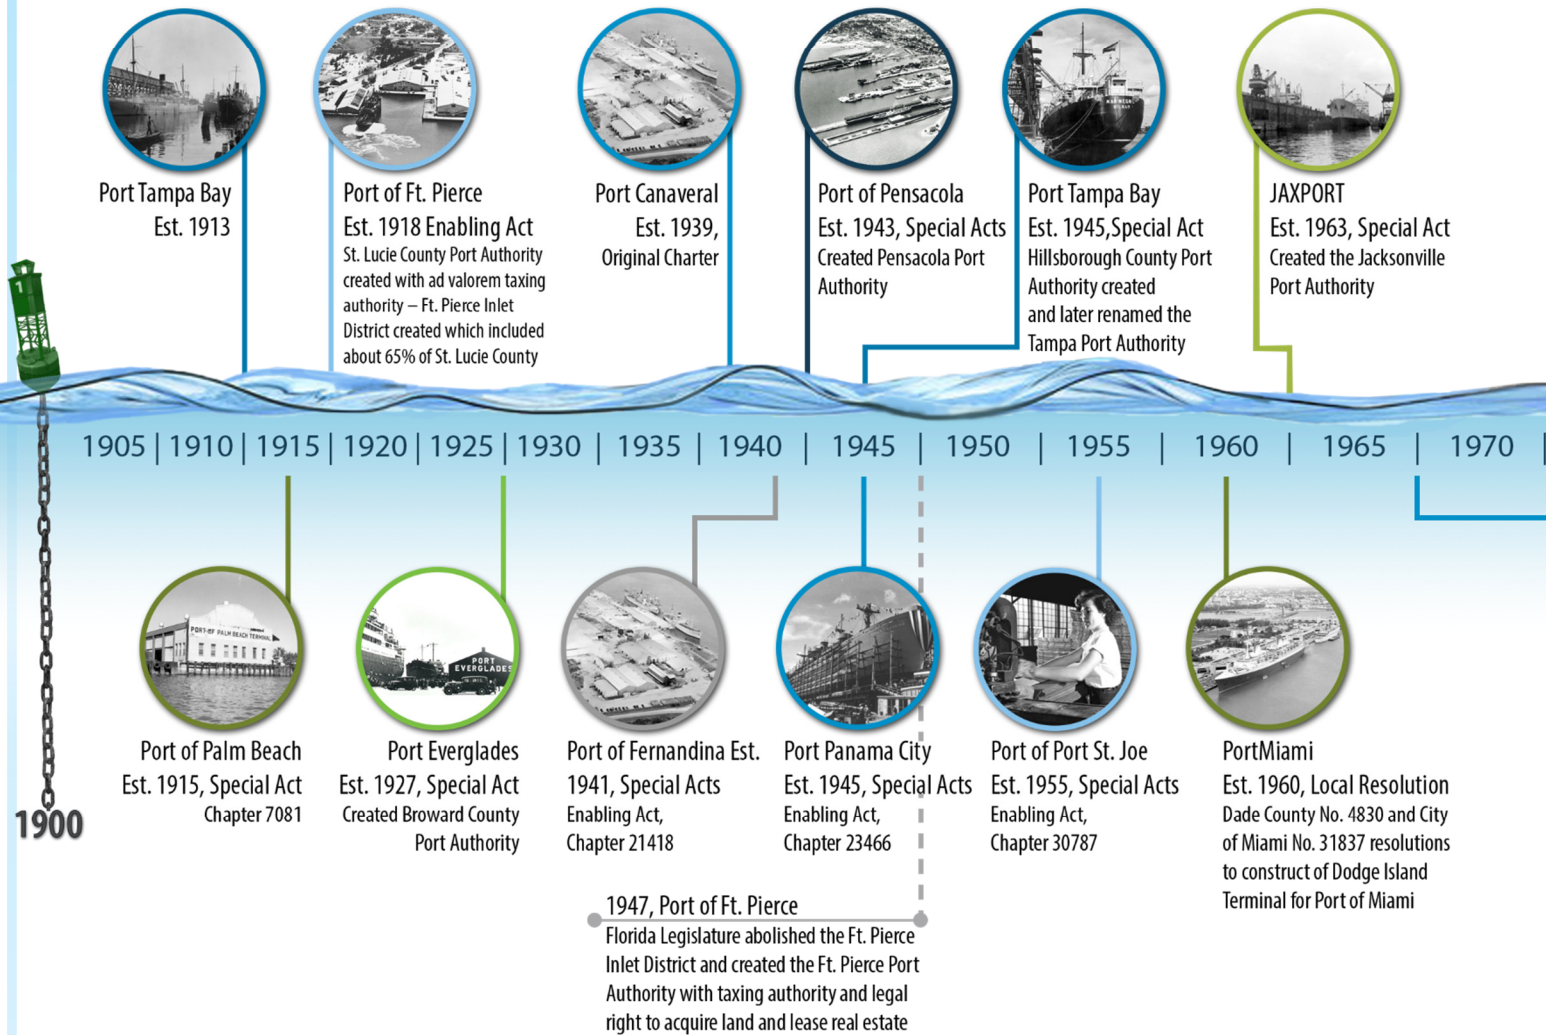 Port Tampa Bay
Est. 1913
Port of Ft. Pierce
Est. 1918 Enabling Act
St. Lucie County Port Authority
created with ad valorem taxing
authority – Ft. Pierce Inlet
District created which included
about 65% of St. Lucie County
Port Canaveral
Est. 1939,
Original Charter
Port of Pensacola
Est. 1943, Special Acts
Created Pensacola Port
Authority
Port Tampa Bay
Est. 1945,Special Act
Hillsborough County Port
Authority created
and later renamed the
Tampa Port Authority
JAXPORT
Est. 1963, Special Act
Created the Jacksonville
Port Authority
1
1905 | 1910 | 1915 | 1920 | 1925 | 1930 | 1935 | 1940 | 1945 | 1950 | 1955 | 1960 | 1965 | 1970 |
1900
PORT OF PALM BEACH TERMINAL
Port of Palm Beach
Est. 1915, Special Act
Chapter 7081
PORT
EVERGLADES
Port Everglades
Est. 1927, Special Act
Created Broward County
Port Authority
Port of Fernandina Est.
1941, Special Acts
Enabling Act,
Chapter 21418
Port Panama City
Est. 1945, Special Acts
Enabling Act,
Chapter 23466
Port of Port St. Joe
Est. 1955, Special Acts
Enabling Act,
Chapter 30787
PortMiami
Est. 1960, Local Resolution
Dade County No. 4830 and City
of Miami No. 31837 resolutions
to construct of Dodge Island
Terminal for Port of Miami
1947, Port of Ft. Pierce
Florida Legislature abolished the Ft. Pierce
Inlet District and created the Ft. Pierce Port
Authority with taxing authority and legal
right to acquire land and lease real estate